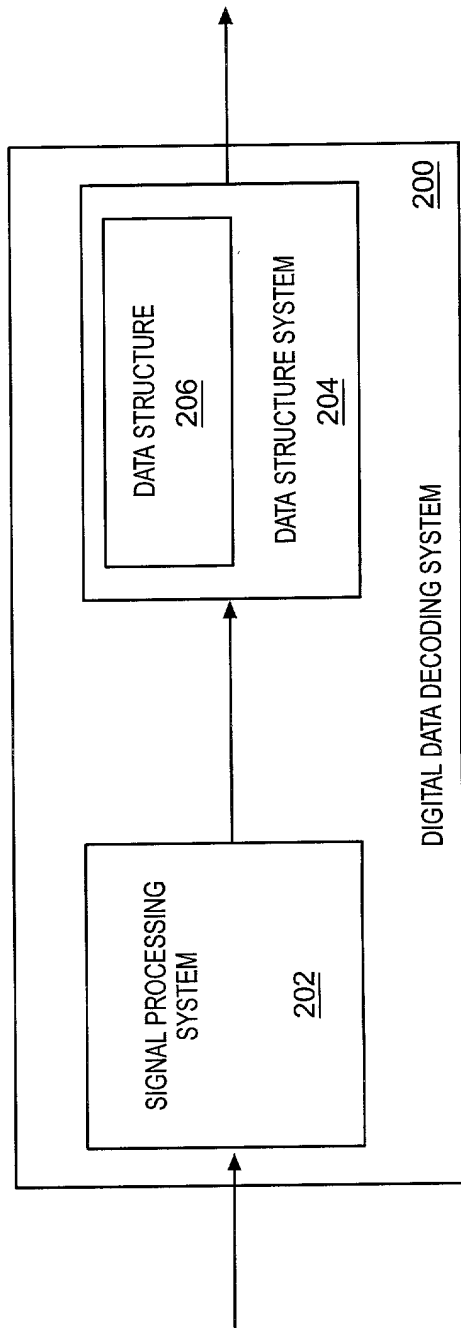 SIGNAL PROCESSING
SYSTEM
202
DATA STRUCTURE
206
DATA STRUCTURE SYSTEM
204
DIGITAL DATA DECODING SYSTEM
200